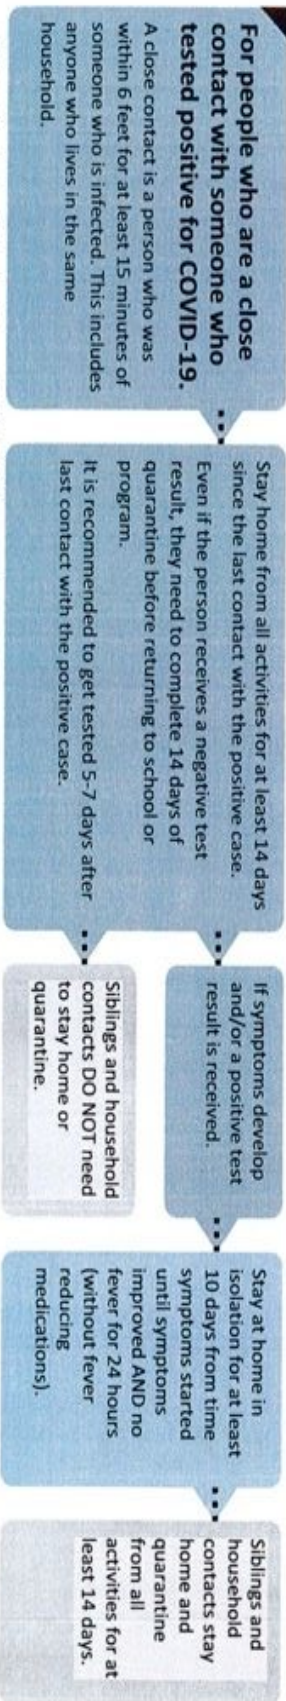 For people who are a close
contact with someone who
tested positive for COVID-19.
A close contact is a person who was
within 6 feet for at least 15 minutes of
someone who is infected. This includes
anyone who lives in the same
household.
Stay home from all activities for at least 14 days
since the last contact with the positive case.
Even if the person receives a negative test
result, they need to complete 14 days of
quarantine before returning to school or
program.
It is recommended to get tested 5-7 days after
last contact with the positive case.
If symptoms develop
and/or a positive test
result is received.
Siblings and household
contacts DO NOT need
to stay home or
quarantine.
Stay at home in
isolation for at least
10 days from time
symptoms started
until symptoms
improved AND no
fever for 24 hours
(without fever
reducing
medications).
Siblings and
household
contacts stay
home and
quarantine
from all
activities for at
least 14 days.